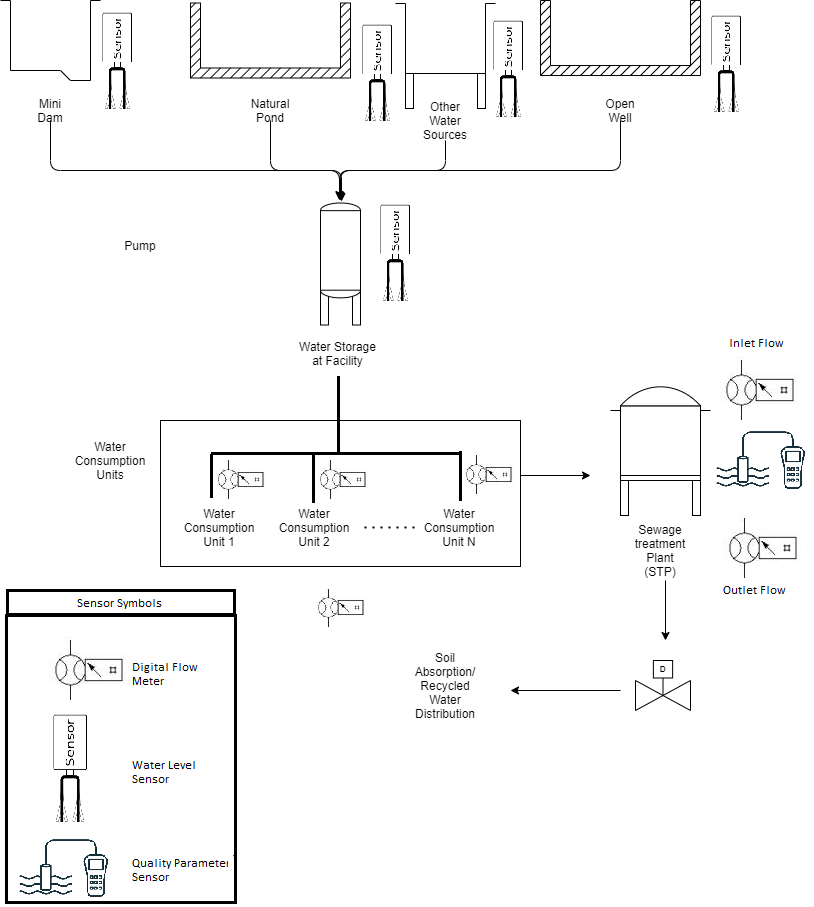 Sensor
Sensor
Sensor
Sensor
Mini
Dam
Natural
Pond
Other
Water
Sources
Open
Well
Sensor
Pump
Water Storage
at Facility
Inlet Flow
Water
Consumption
Units
Water
Consumption
Unit 1
Water
Consumption
Unit 2
.......
Water
Consumption
Unit N
Sewage
treatment
Plant
(STP)
Outlet Flow
Sensor Symbols
Digital Flow
Meter
Soil
Absorption/
Recycled
Water
Distribution
D
Sensor
Water Level
Sensor
Quality Parameter
Sensor